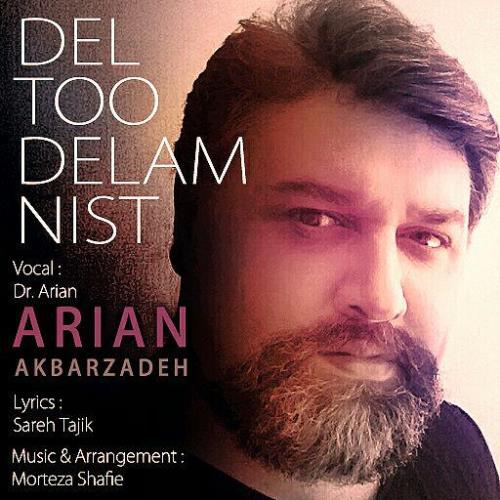 DEL
TOO
DELAM
NIST
Vocal :
Dr. Arian
ARIAN
AKBARZADEH
Lyrics :
Sareh Tajik
Music & Arrangement :
Morteza Shafie